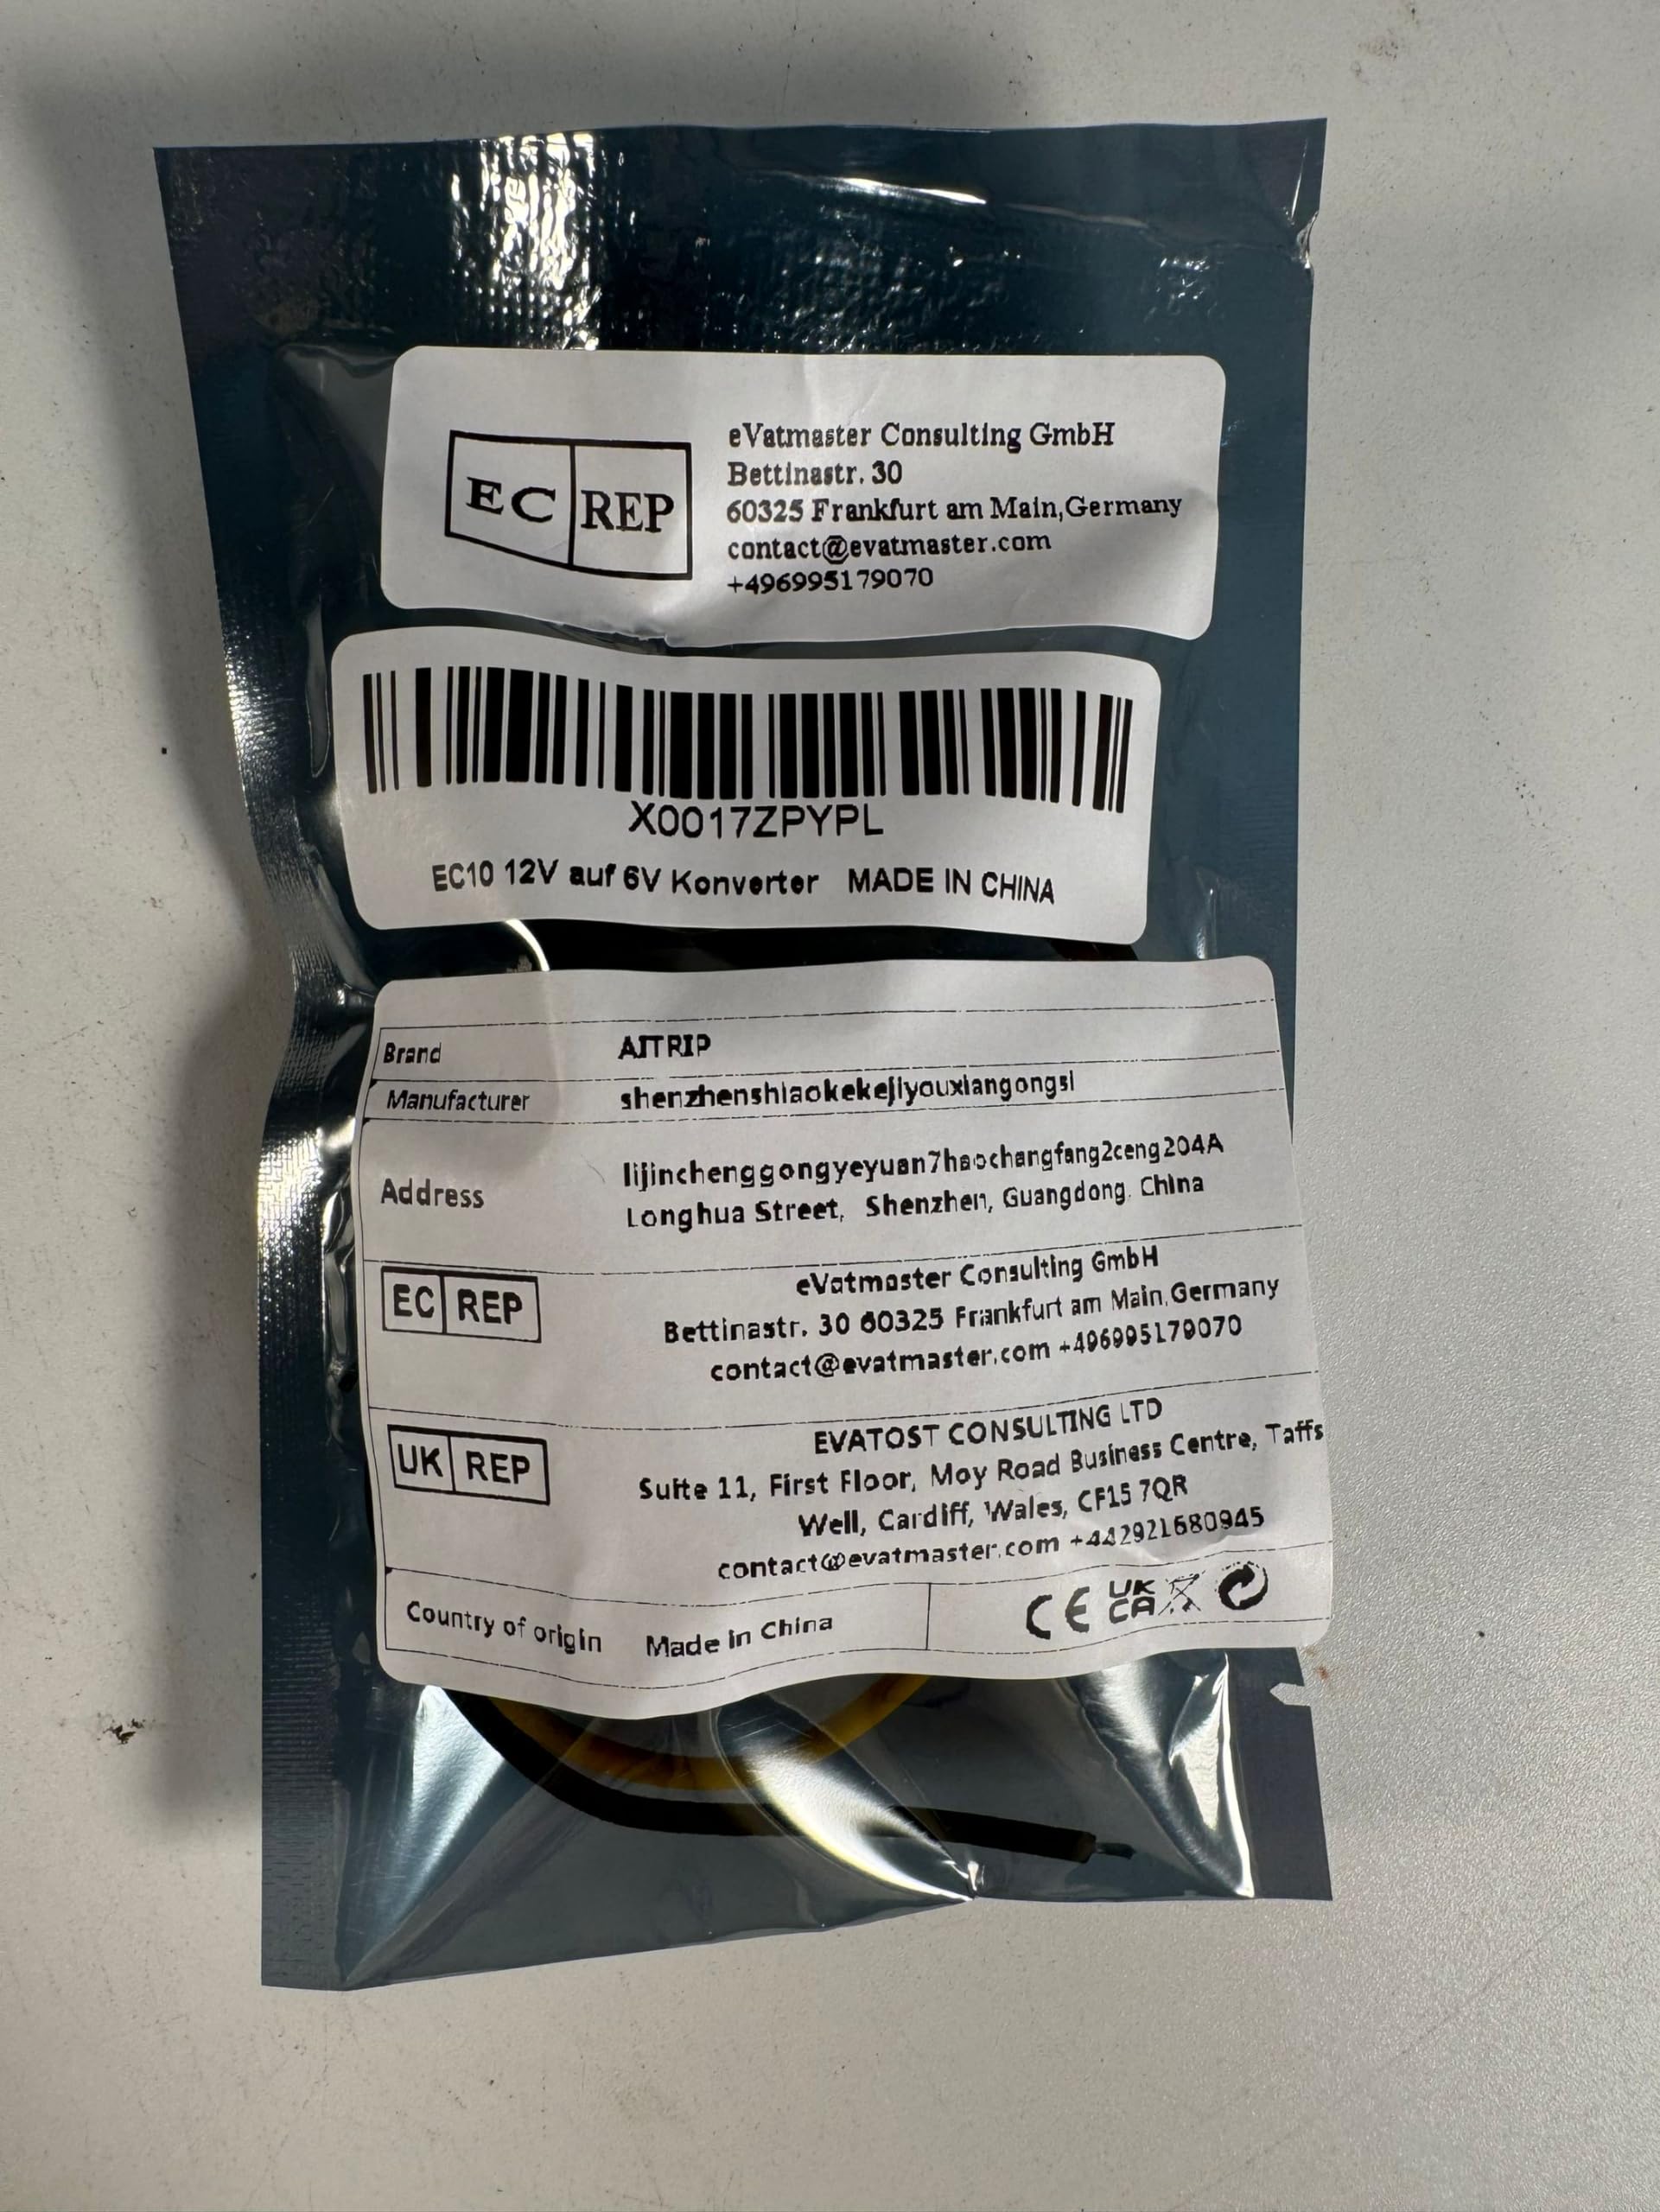 EC REP
eVatmaster Consulting GmbH
Bettinastr. 30
60325 Frankfurt am Main,Germany
contact@evatmaster.com
+496995179070
X0017ZPYPL
EC10 12V auf 6V Konverter MADE IN CHINA
Brand AITRIP
Manufacturer shenzhenshiaokekejiyouxiangongsi
Address
lijinchenggongyeyuan7haochangfang2ceng204A
Longhua Street, Shenzhen, Guangdong, China
EC REP
eVatmaster Consulting GmbH
Bettinastr. 30 60325 Frankfurt am Main,Germany
contact@evatmaster.com +496995179070
UK REP
EVATOST CONSULTING LTD
Suite 11, First Floor, Moy Road Business Centre, Taffs
Well, Cardiff, Wales, CF15 7QR
contact@evatmaster.com +442921680945
Country of origin Made in China CE UK
CA